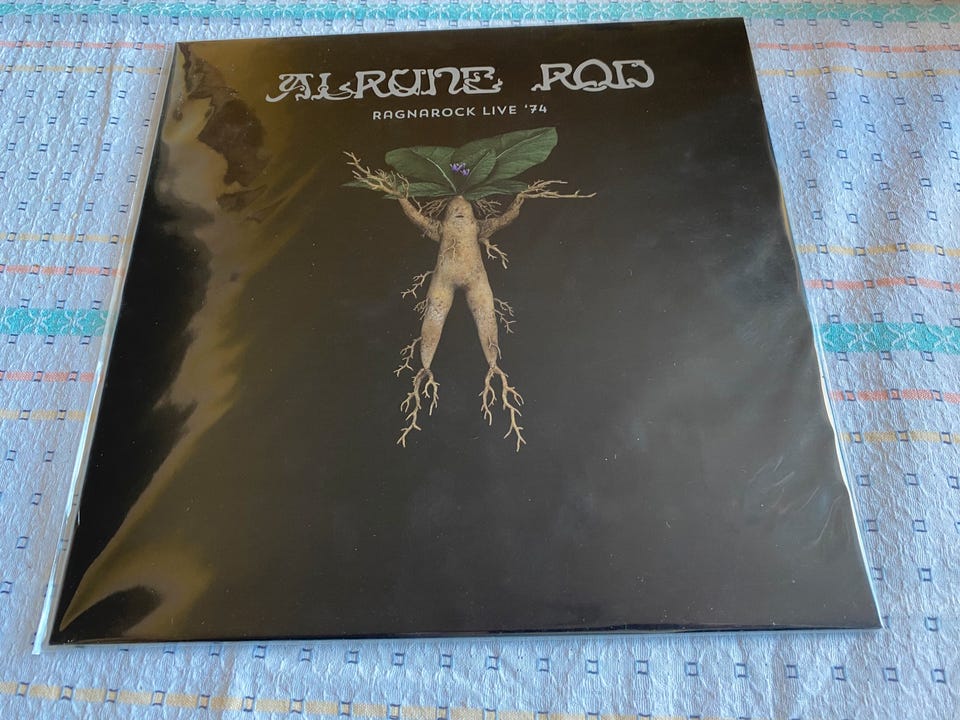 ALRUNE ROD
RAGNAROCK LIVE '74